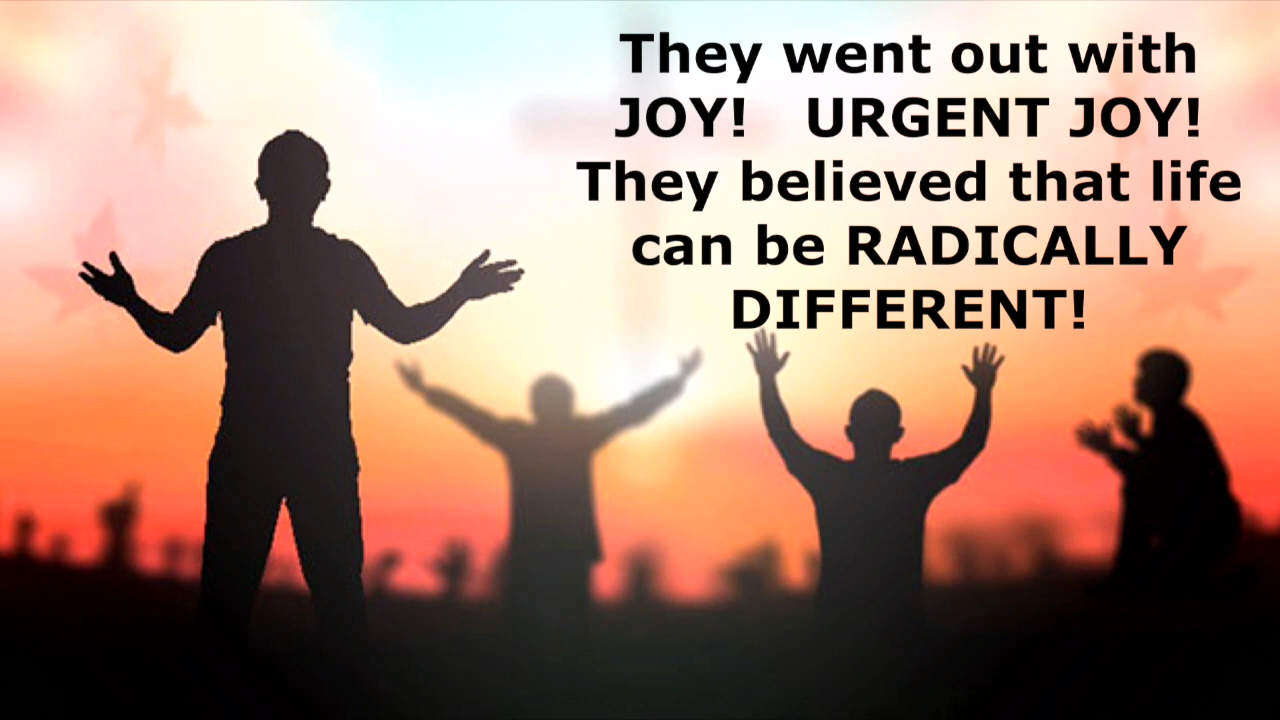 They went out with
JOY!   URGENT JOY!
They believed that life
can be RADICALLY
DIFFERENT!